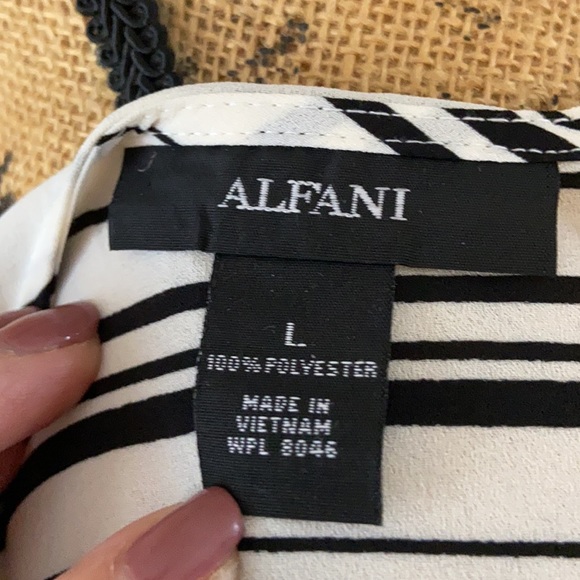 ALFANI
L
100% POLYESTER
MADE IN
VIETNAM
WPL 8046